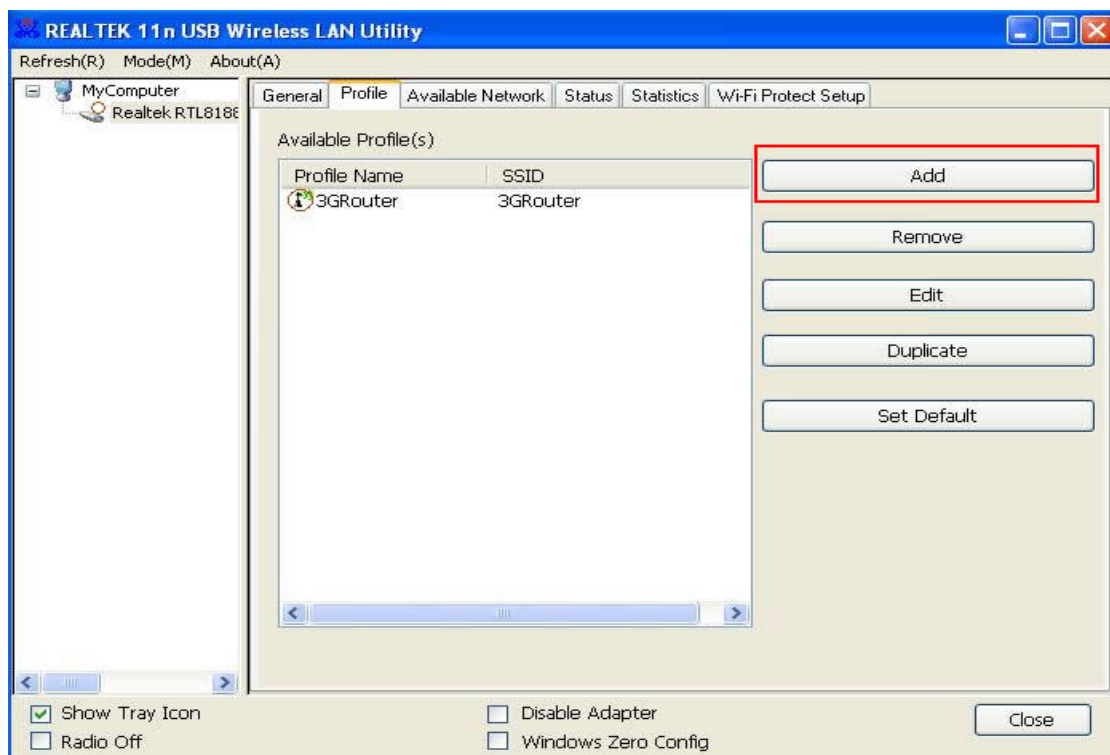 REALTEK 11n USB Wireless LAN Utility
Refresh(R) Mode(M) About(A)
MyComputer
Realtek RTL8188
General Profile Available Network Status Statistics Wi-Fi Protect Setup
Available Profile(s)
Profile Name SSID
3GRouter 3GRouter
Add
Remove
Edit
Duplicate
Set Default
Show Tray Icon
Radio Off
Disable Adapter
Windows Zero Config
Close